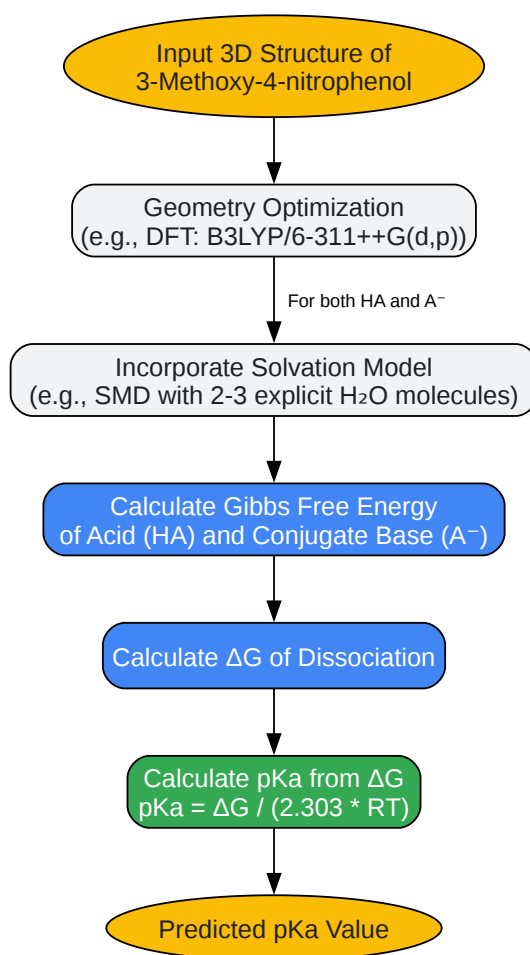 Input 3D Structure of
3-Methoxy-4-nitrophenol
Geometry Optimization
(e.g., DFT: B3LYP/6-311++G(d,p))
For both HA and A⁻
Incorporate Solvation Model
(e.g., SMD with 2-3 explicit H₂O molecules)
Calculate Gibbs Free Energy
of Acid (HA) and Conjugate Base (A⁻)
Calculate ΔG of Dissociation
Calculate pKa from ΔG
pKa = ΔG / (2.303 * RT)
Predicted pKa Value